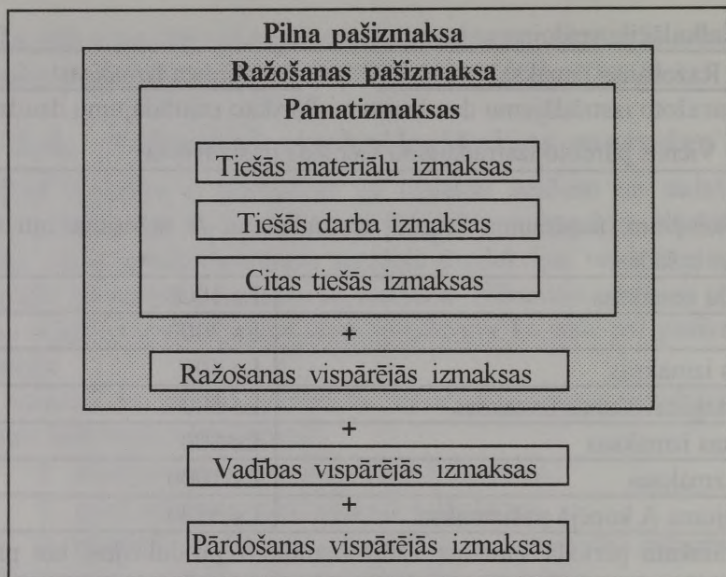 Pilna pašizmaksa
Ražošanas pašizmaksa
Pamatizmaksas
Tiešās materiālu izmaksas
Tiešās darba izmaksas
Citas tiešās izmaksas
+
Ražošanas vispārējās izmaksas
+
Vadības vispārējās izmaksas
+
Pārdošanas vispārējās izmaksas